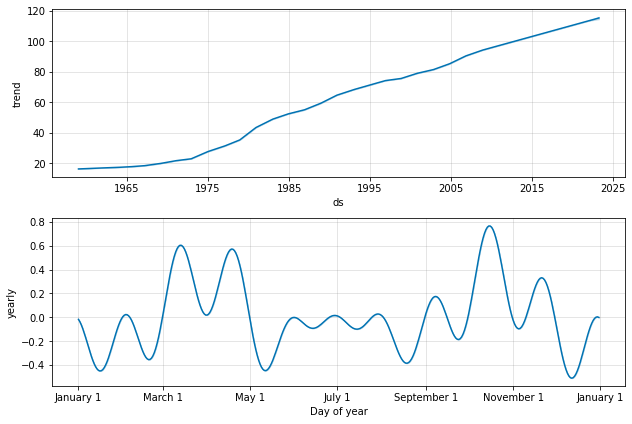 120
100
80
60
40
20
trend
1965
1975
1985
1995
2005
2015
2025
ds
0.8
0.6
0.4
0.2
0.0
−0.2
−0.4
yearly
January 1
March 1
May 1
July 1
September 1
November 1
January 1
Day of year